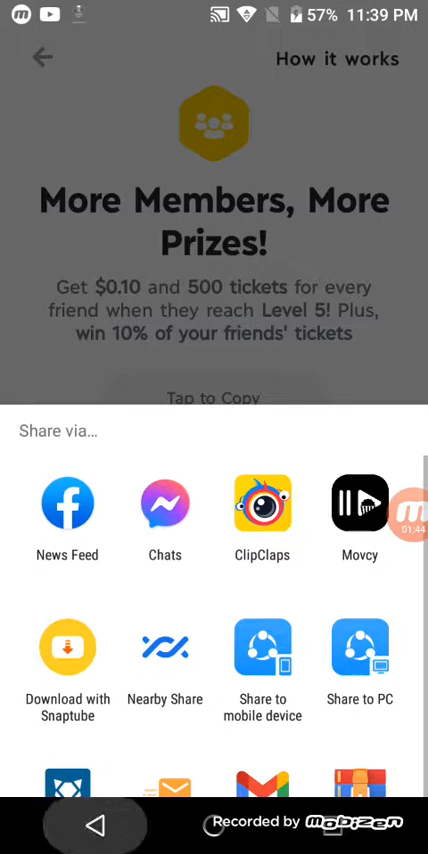 57% 11:39 PM
How it works
More Members, More
Prizes!
Get $0.10 and 500 tickets for every
friend when they reach Level 5! Plus,
win 10% of your friends' tickets
Tap to Copy
Share via...
News Feed
Chats
ClipClaps
Movcy
01:44
Download with
Snaptube
Nearby Share
Share to
mobile device
Share to PC
Recorded by mobizen